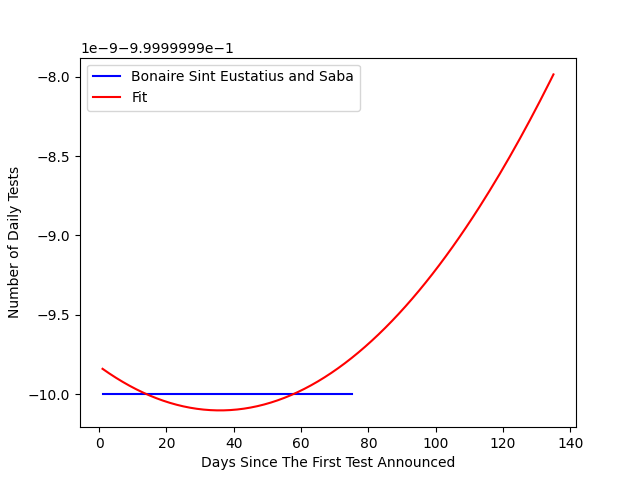 1e−9−9.9999999e−1
Bonaire Sint Eustatius and Saba
Fit
−8.0
−8.5
−9.0
−9.5
−10.0
Number of Daily Tests
0 20 40 60 80 100 120 140
Days Since The First Test Announced